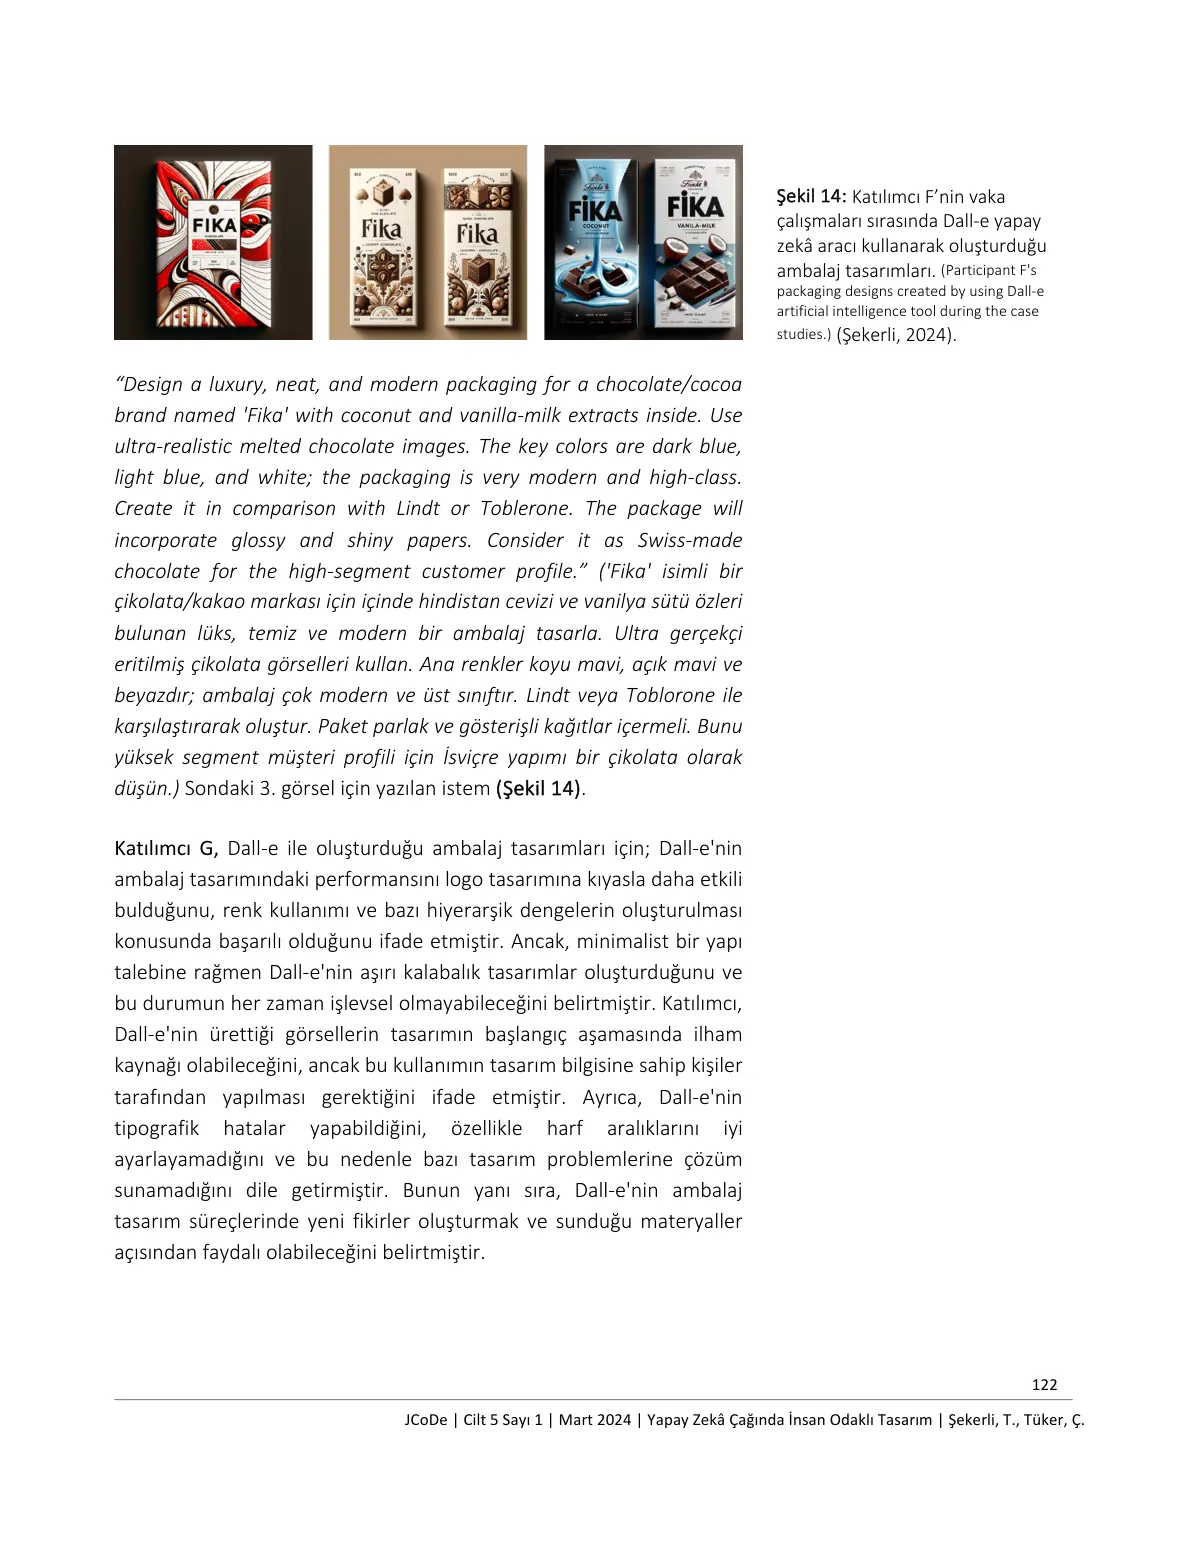 FIKA
CHOCOLATE
Fika
Fika
FİKA
COCONUT
FİKA
VANILA-MILK
Şekil 14: Katılımcı F’nin vaka
çalışmaları sırasında Dall-e yapay
zekâ aracı kullanarak oluşturduğu
ambalaj tasarımları. (Participant F's
packaging designs created by using Dall-e
artificial intelligence tool during the case
studies.) (Şekerli, 2024).
“Design a luxury, neat, and modern packaging for a chocolate/cocoa
brand named 'Fika' with coconut and vanilla-milk extracts inside. Use
ultra-realistic melted chocolate images. The key colors are dark blue,
light blue, and white; the packaging is very modern and high-class.
Create it in comparison with Lindt or Toblerone. The package will
incorporate glossy and shiny papers. Consider it as Swiss-made
chocolate for the high-segment customer profile.” ('Fika' isimli bir
çikolata/kakao markası için içinde hindistan cevizi ve vanilya sütü özleri
bulunan lüks, temiz ve modern bir ambalaj tasarla. Ultra gerçekçi
eritilmiş çikolata görselleri kullan. Ana renkler koyu mavi, açık mavi ve
beyazdır; ambalaj çok modern ve üst sınıftır. Lindt veya Toblorone ile
karşılaştırarak oluştur. Paket parlak ve gösterişli kağıtlar içermeli. Bunu
yüksek segment müşteri profili için İsviçre yapımı bir çikolata olarak
düşün.) Sondaki 3. görsel için yazılan istem (Şekil 14).
Katılımcı G, Dall-e ile oluşturduğu ambalaj tasarımları için; Dall-e'nin
ambalaj tasarımındaki performansını logo tasarımına kıyasla daha etkili
bulduğunu, renk kullanımı ve bazı hiyerarşik dengelerin oluşturulması
konusunda başarılı olduğunu ifade etmiştir. Ancak, minimalist bir yapı
talebine rağmen Dall-e'nin aşırı kalabalık tasarımlar oluşturduğunu ve
bu durumun her zaman işlevsel olmayabileceğini belirtmiştir. Katılımcı,
Dall-e'nin ürettiği görsellerin tasarımın başlangıç aşamasında ilham
kaynağı olabileceğini, ancak bu kullanımın tasarım bilgisine sahip kişiler
tarafından yapılması gerektiğini ifade etmiştir. Ayrıca, Dall-e'nin
tipografik hatalar yapabildiğini, özellikle harf aralıklarını iyi
ayarlayamadığını ve bu nedenle bazı tasarım problemlerine çözüm
sunamadığını dile getirmiştir. Bunun yanı sıra, Dall-e'nin ambalaj
tasarım süreçlerinde yeni fikirler oluşturmak ve sunduğu materyaller
açısından faydalı olabileceğini belirtmiştir.
122
JCoDe | Cilt 5 Sayı 1 | Mart 2024 | Yapay Zekâ Çağında İnsan Odaklı Tasarım | Şekerli, T., Tüker, Ç.